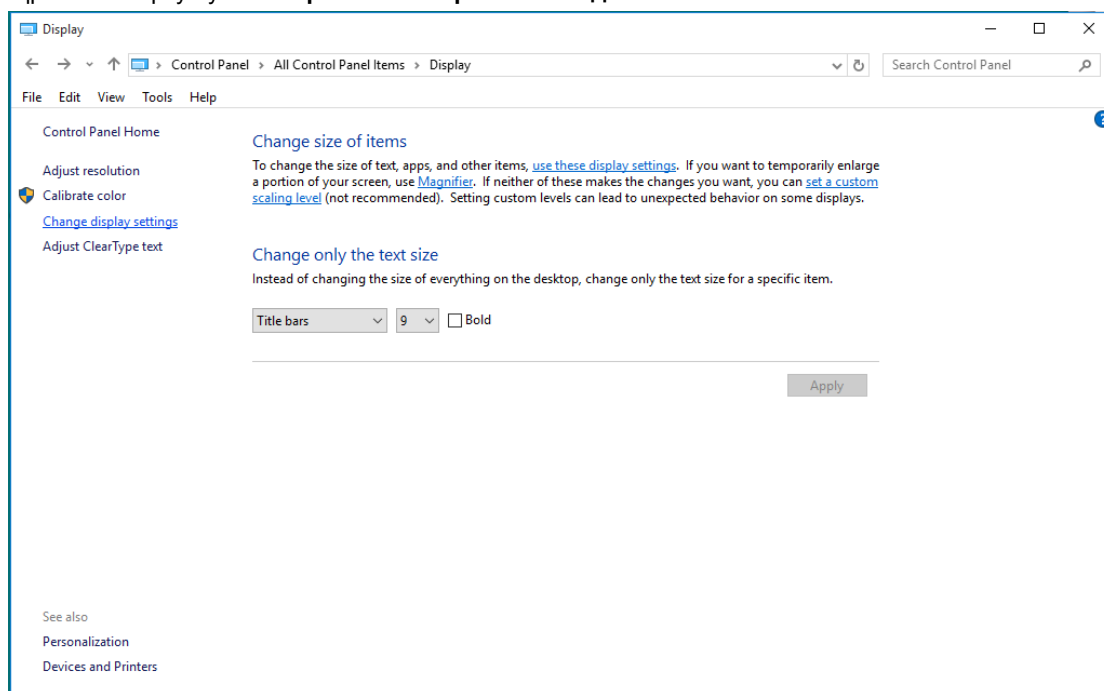 Display
Control Panel > All Control Panel Items > Display
Search Control Panel
File Edit View Tools Help
Control Panel Home
Adjust resolution
Calibrate color
Change display settings
Adjust ClearType text
Change size of items
To change the size of text, apps, and other items, use these display settings. If you want to temporarily enlarge
a portion of your screen, use Magnifier. If neither of these makes the changes you want, you can set a custom
scaling level (not recommended). Setting custom levels can lead to unexpected behavior on some displays.
Change only the text size
Instead of changing the size of everything on the desktop, change only the text size for a specific item.
Title bars 9 Bold
Apply
See also
Personalization
Devices and Printers